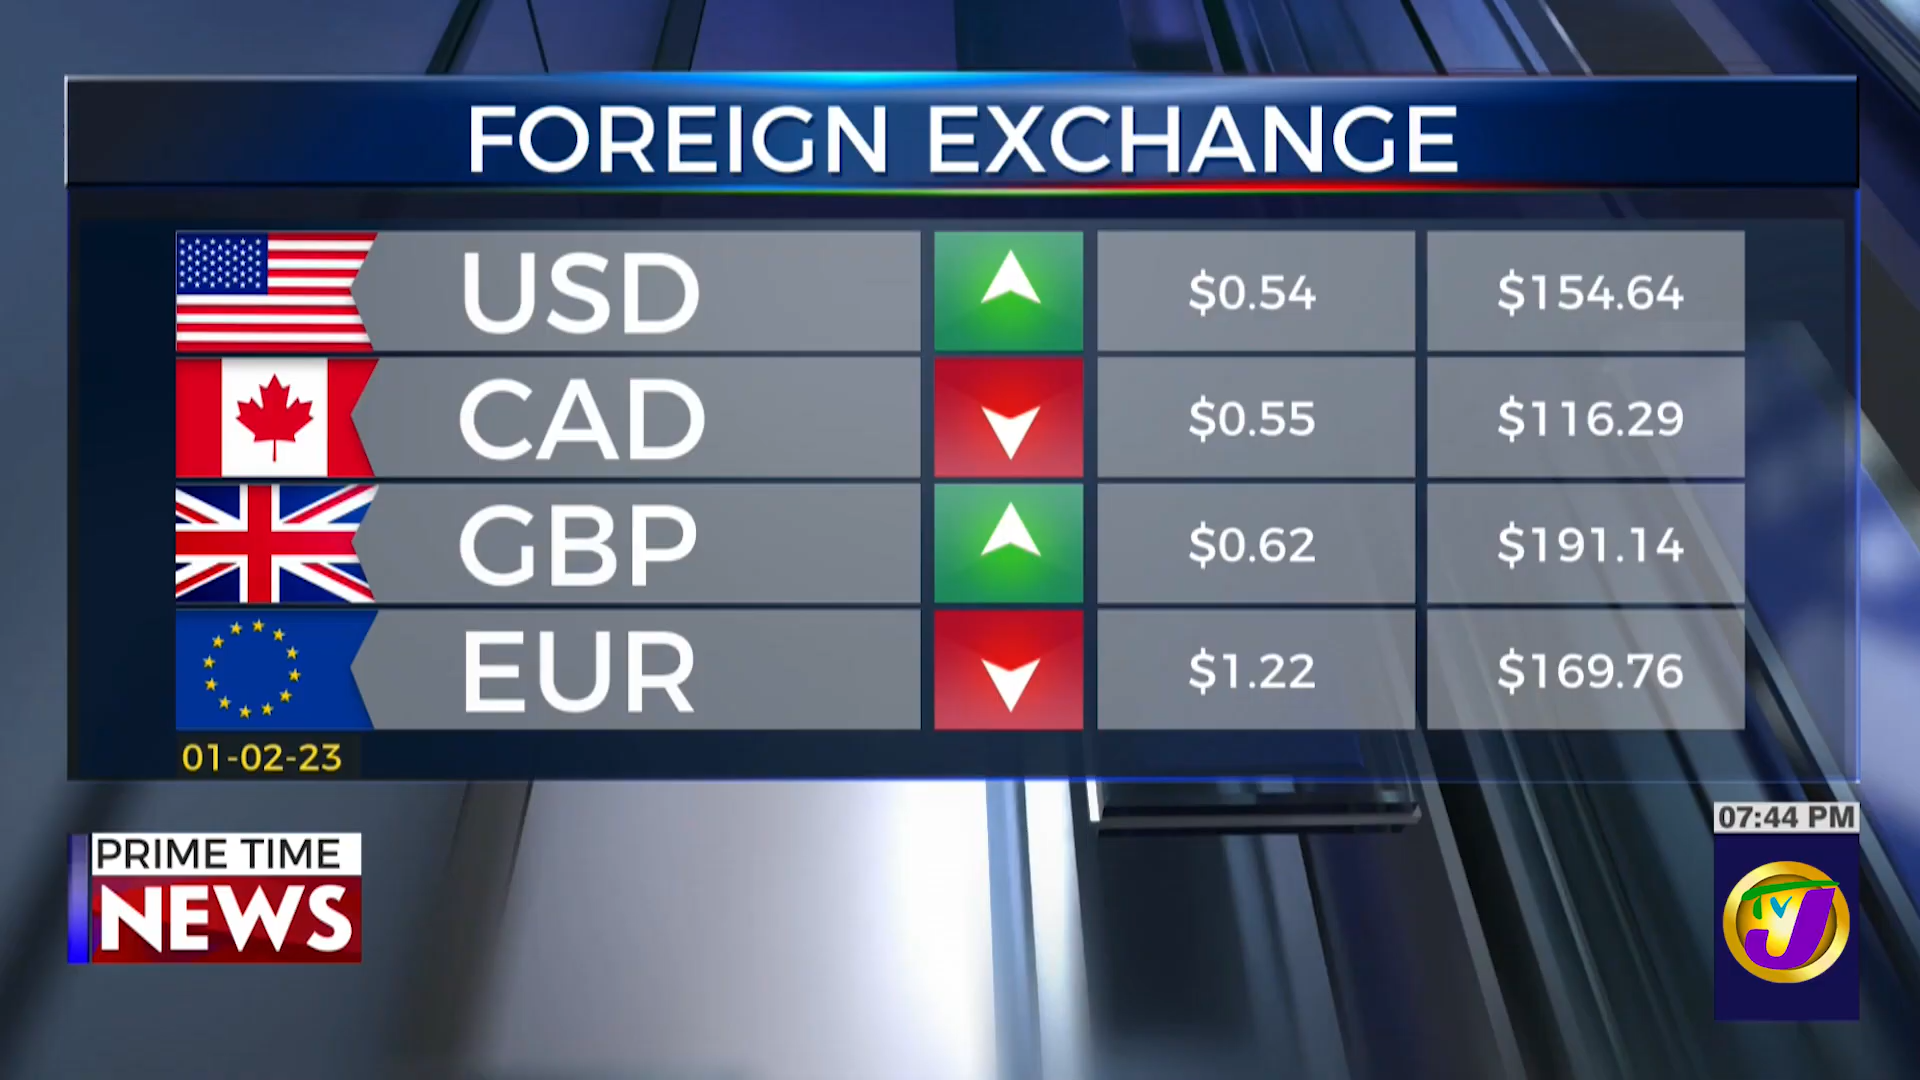 FOREIGN EXCHANGE
USD $0.54 $154.64
CAD $0.55 $116.29
GBP $0.62 $191.14
EUR $1.22 $169.76
01-02-23
07:44 PM
PRIME TIME
NEWS
TVJ